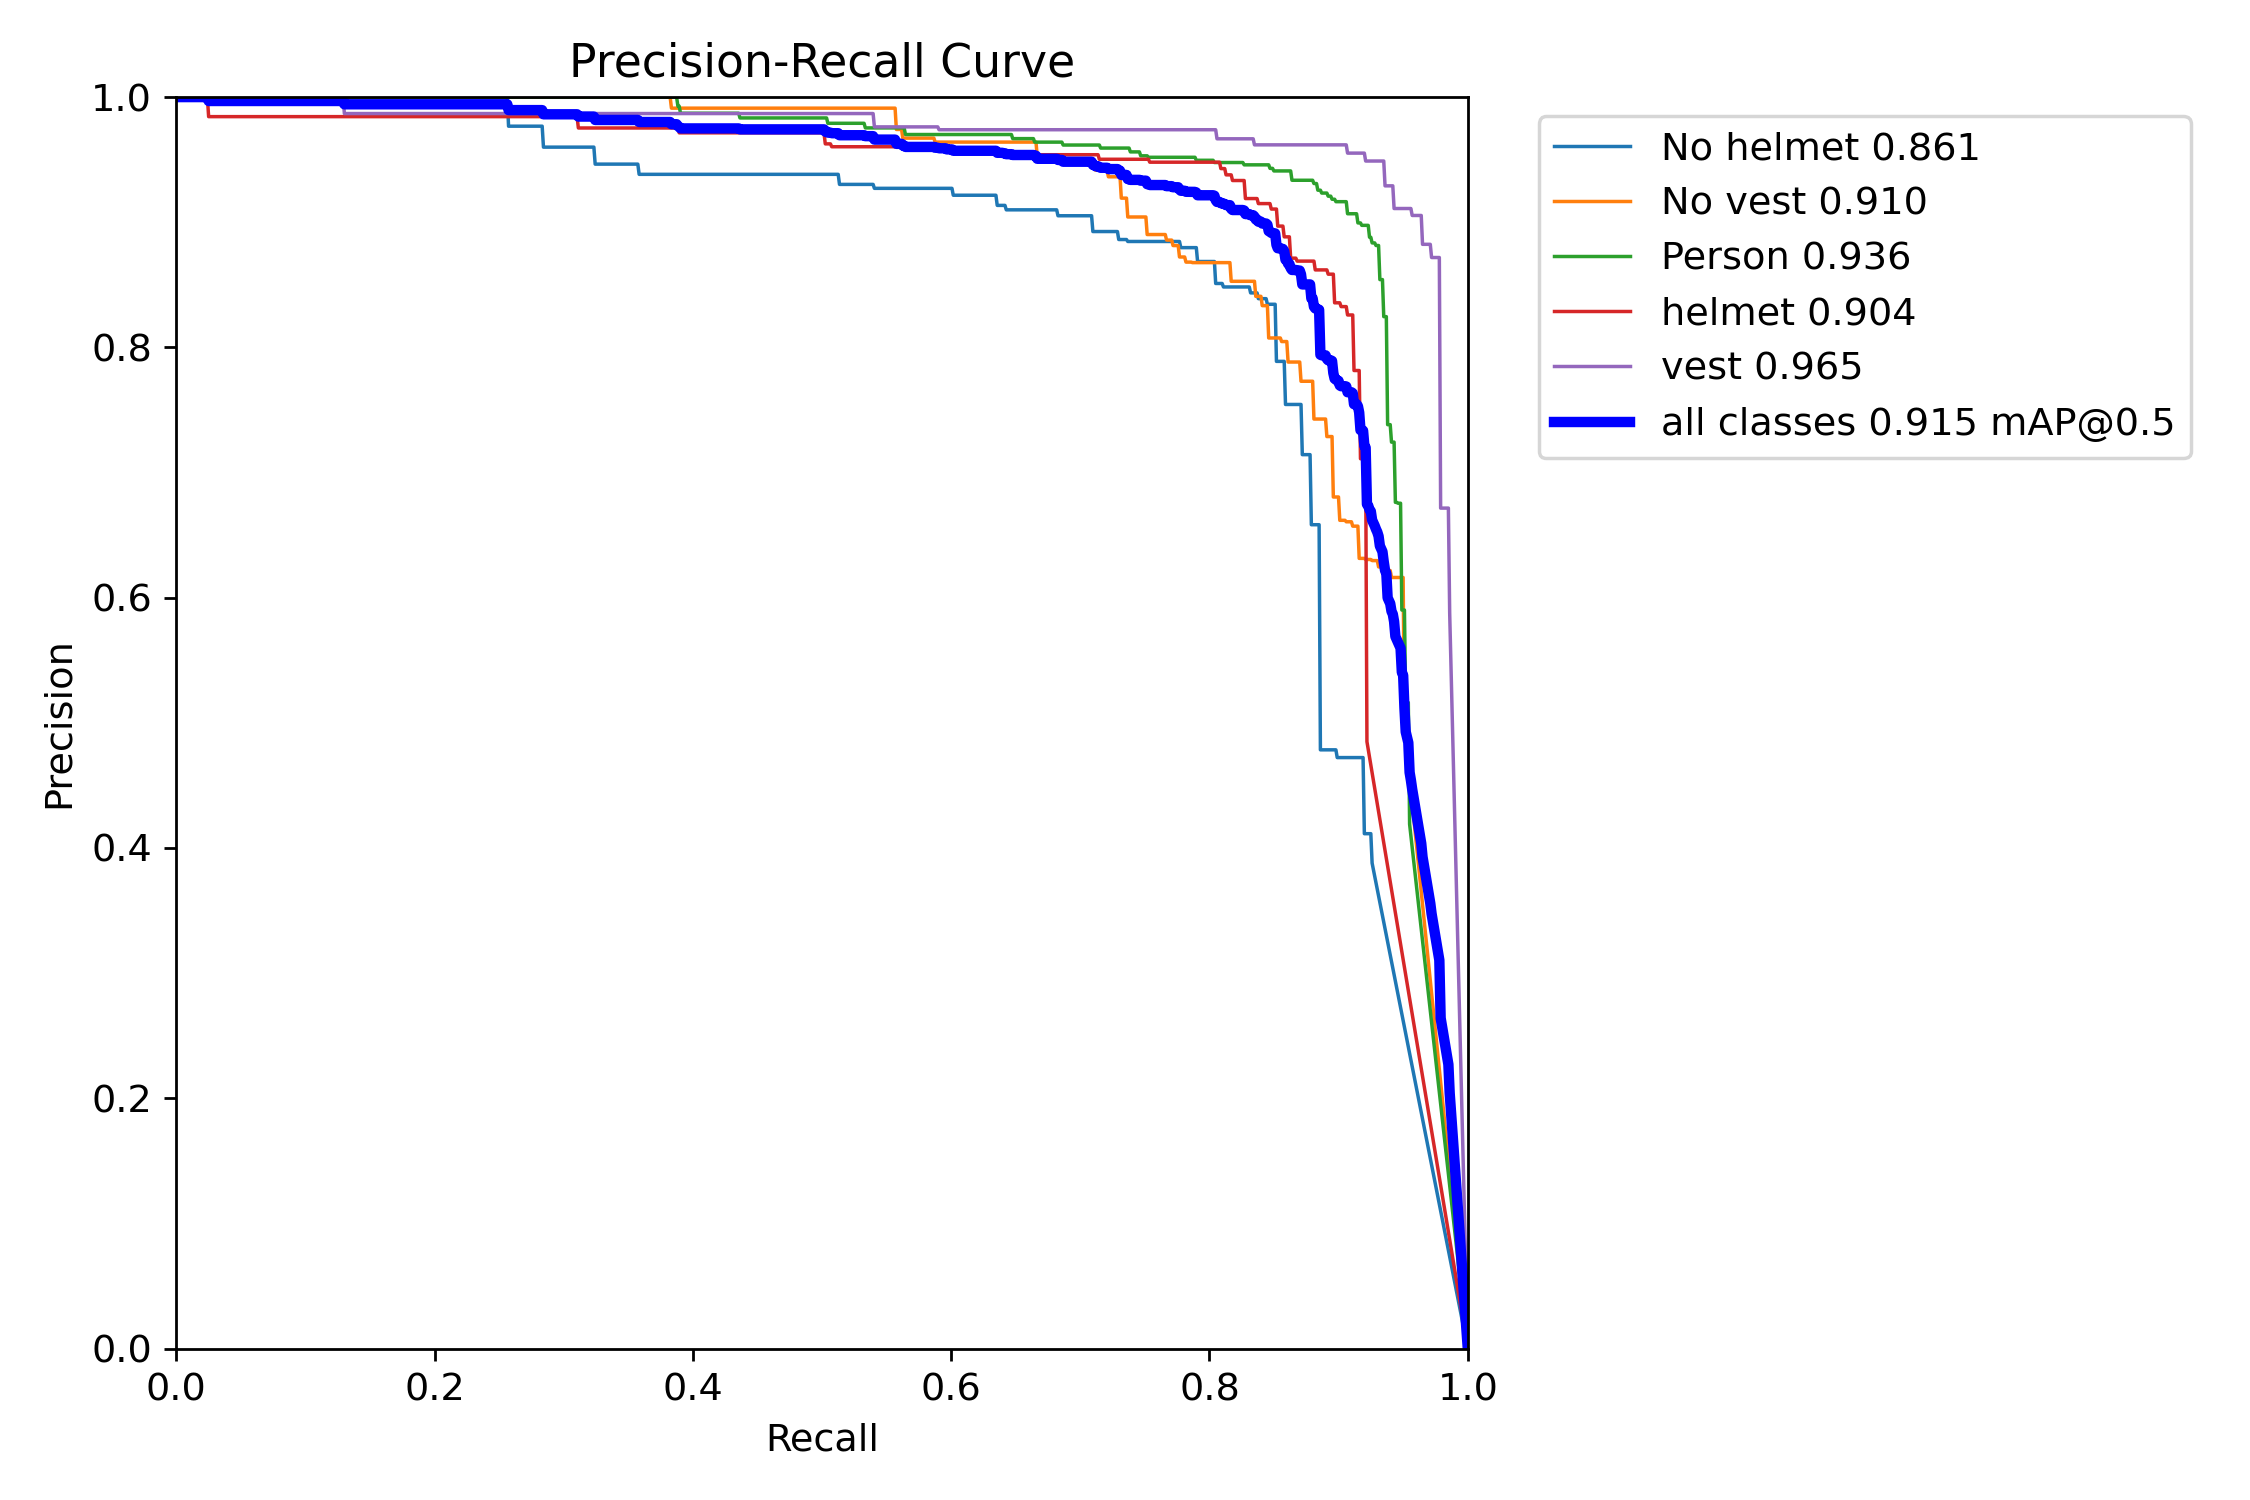 Precision-Recall Curve
1.0
0.8
0.6
0.4
0.2
0.0
Precision
0.0 0.2 0.4 0.6 0.8 1.0
Recall
No helmet 0.861
No vest 0.910
Person 0.936
helmet 0.904
vest 0.965
all classes 0.915 mAP@0.5